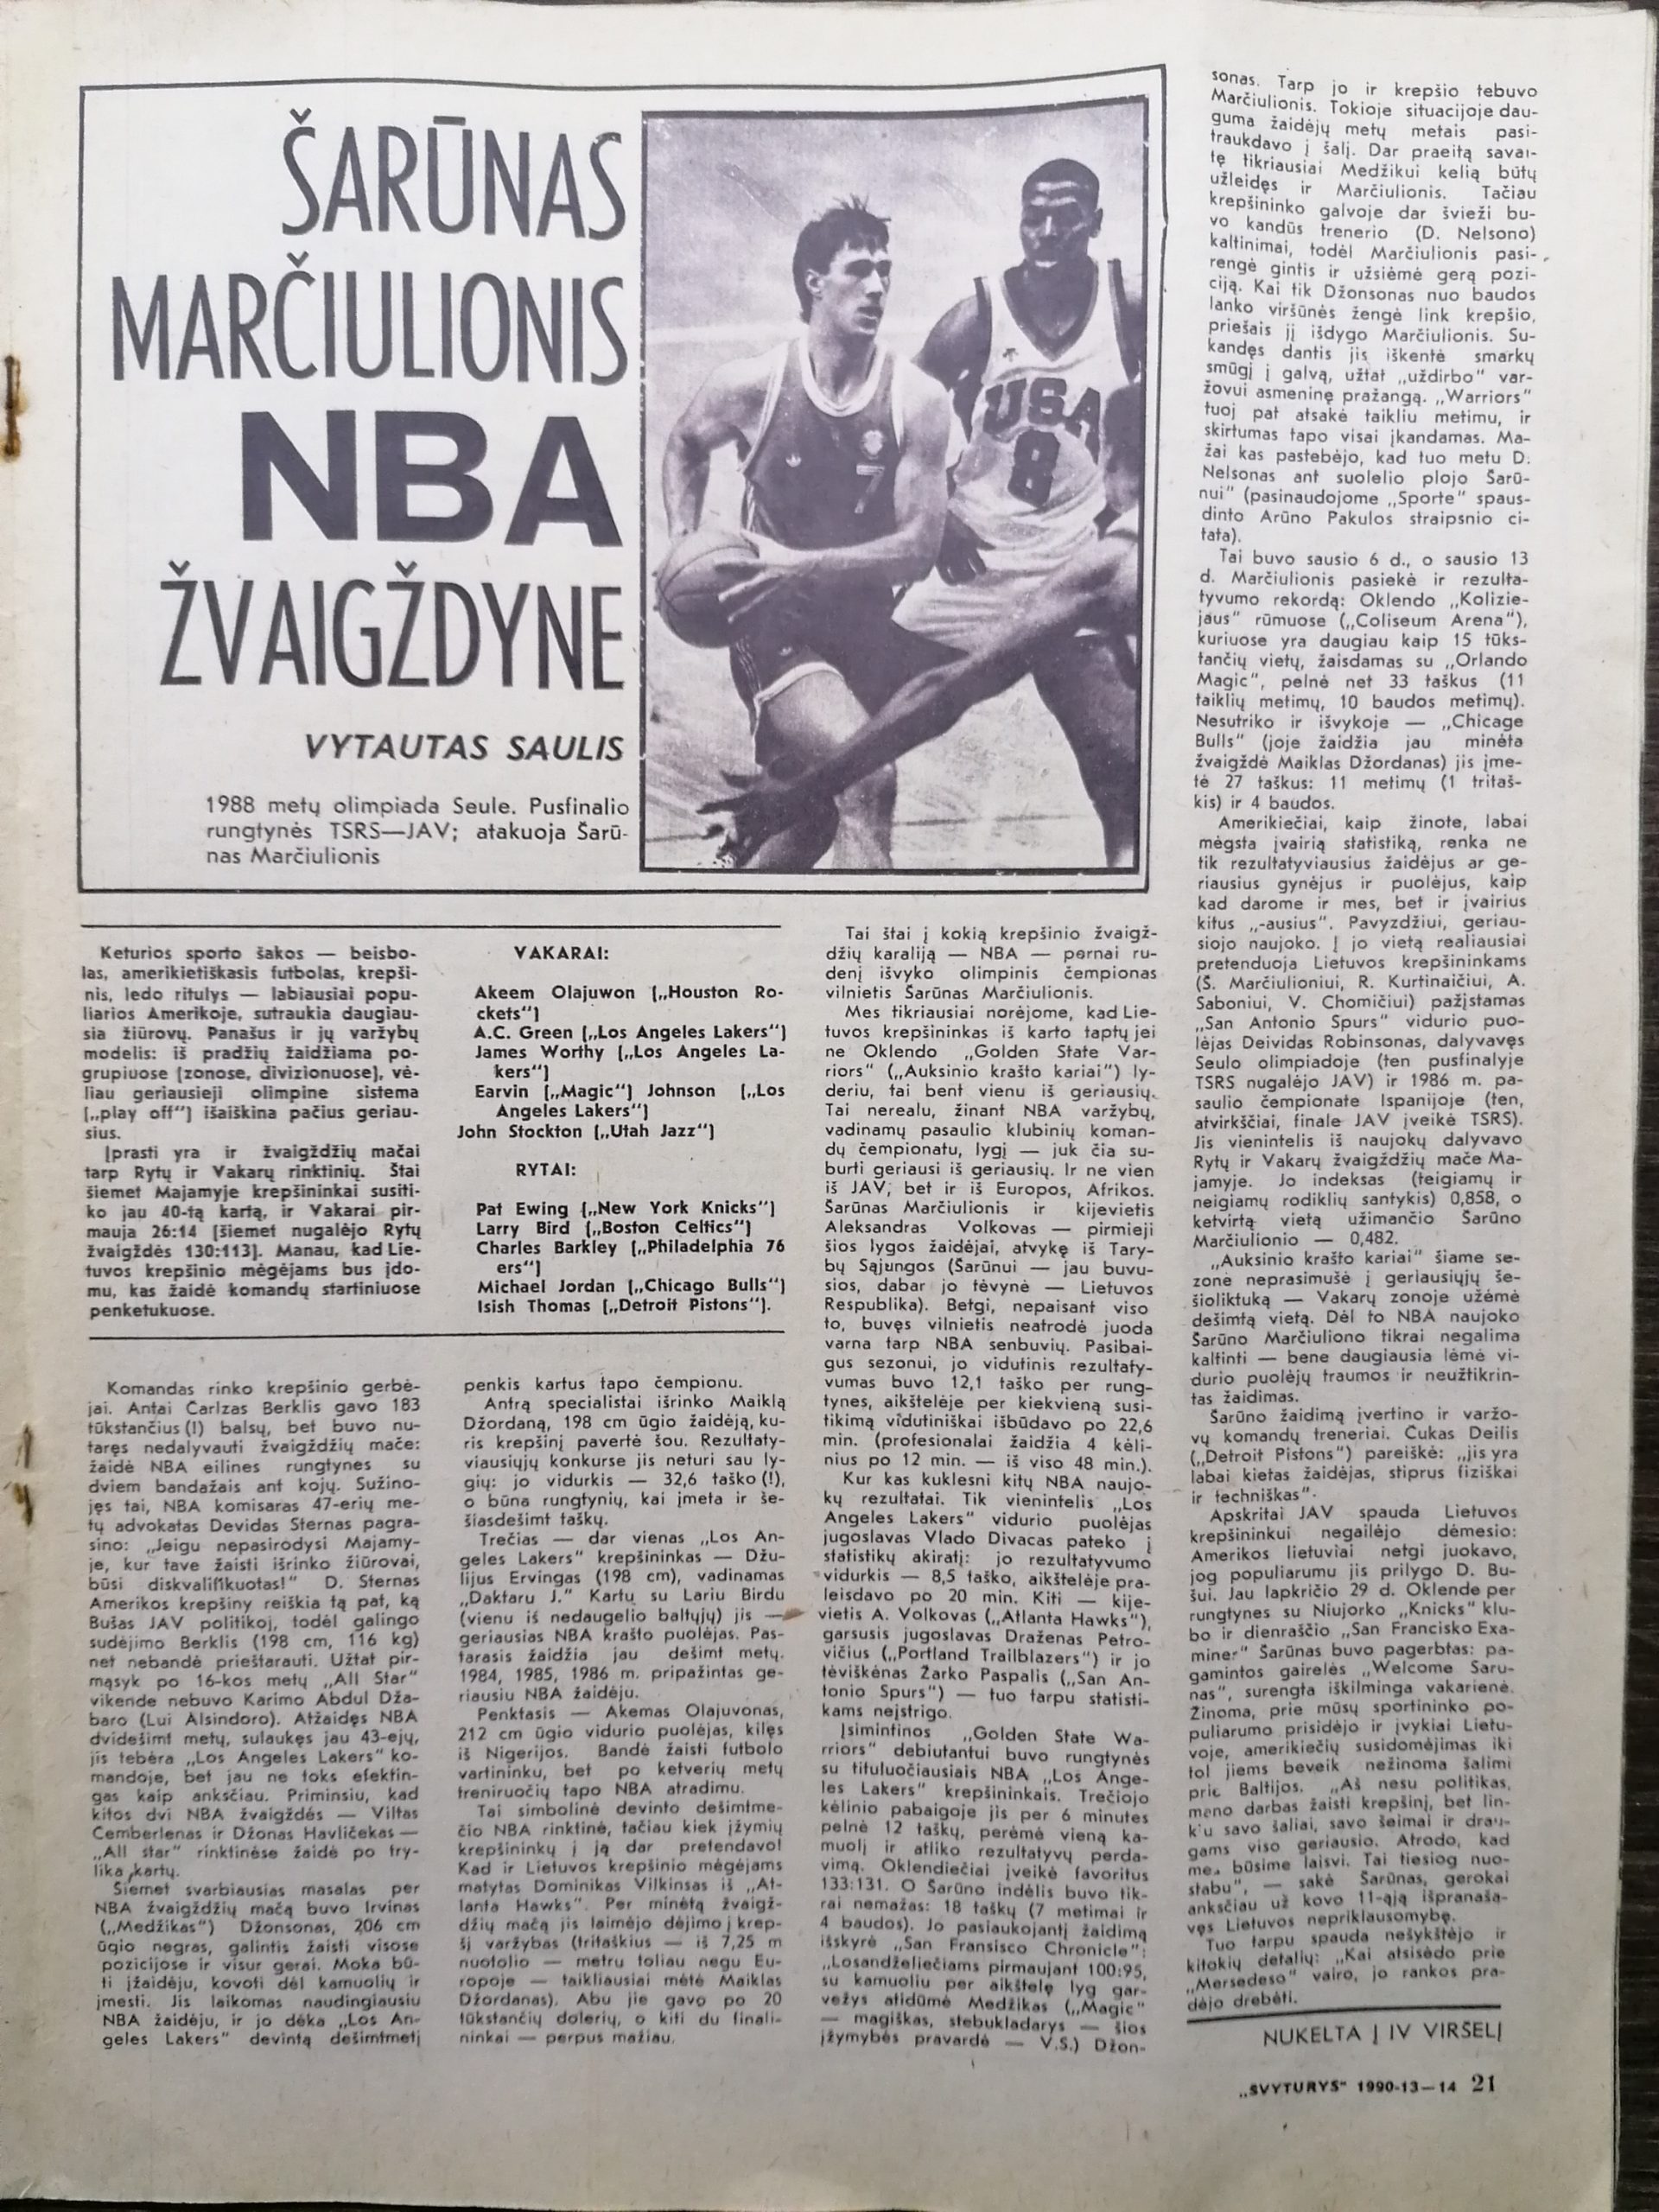 ŠARŪNAS
MARČIULIONIS
NBA
ŽVAIGŽDYNE
VYTAUTAS SAULIS
1988 metų olimpiada Seule. Pusfinalio
rungtynės TSRS—JAV; atakuoja Šarū-
nas Marčiulionis
USA
8
7
Keturios sporto šakos — beisbo-
las, amerikietiškasis futbolas, krepši-
nis, ledo ritulys — labiausiai popu-
liarios Amerikoje, sutraukia daugiau-
sia žiūrovų. Panašus ir jų varžybų
modelis: iš pradžių žaidžiama po-
grupiuose (zonose, divizionuose), vė-
liau geriausieji olimpine sistema
(„play off“) išaiškina pačius geriau-
sius.
Įprasti yra ir žvaigždžių mačai
tarp Rytų ir Vakarų rinktinių. Štai
šiemet Majamyje krepšininkai susiti-
ko jau 40-tą kartą, ir Vakarai pir-
mauja 26:14 (šiemet nugalėjo Rytų
žvaigždės 130:113). Manau, kad Lie-
tuvos krepšinio mėgėjams bus įdo-
mu, kas žaidė komandų startiniuose
penketukuose.
VAKARAI:
Akeem Olajuwon („Houston Ro-
ckets“)
A.C. Green („Los Angeles Lakers“)
James Worthy („Los Angeles La-
kers“)
Earvin („Magic“) Johnson („Los
Angeles Lakers“)
John Stockton („Utah Jazz“)
RYTAI:
Pat Ewing („New York Knicks“)
Larry Bird („Boston Celtics“)
Charles Barkley („Philadelphia 76
ers“)
Michael Jordan („Chicago Bulls“)
Isish Thomas („Detroit Pistons“).
Komandas rinko krepšinio gerbė-
jai. Antai Čarlzas Berklis gavo 183
tūkstančius (!) balsų, bet buvo nu-
taręs nedalyvauti žvaigždžių mače:
žaidė NBA eilines rungtynes su
dviem bandažais ant kojų. Sužino-
jęs tai, NBA komisaras 47-erių me-
tų advokatas Devidas Sternas pagra-
sino: „Jeigu nepasirodysi Majamy-
je, kur tave žaisti išrinko žiūrovai,
būsi diskvalifikuotas!“ D. Sternas
Amerikos krepšiny reiškia tą pat, ką
Bušas JAV politikoj, todėl galingo
sudėjimo Berklis (198 cm, 116 kg)
net nebandė prieštarauti. Užtat pir-
mąsyk po 16-kos metų „All Star“
vikende nebuvo Karimo Abdul Dža-
baro (Lui Alsindoro). Atžaidęs NBA
dvidešimt metų, sulaukęs jau 43-ejų,
jis tebėra „Los Angeles Lakers“ ko-
mandoje, bet jau ne toks efektin-
gas kaip anksčiau. Priminsiu, kad
kitos dvi NBA žvaigždės — Viltas
Cemberlenas ir Džonas Havličekas —
„All star“ rinktinėse žaidė po try-
lika kartų.
Šiemet svarbiausias masalas per
NBA žvaigždžių mačą buvo Irvinas
(„Medžikas“) Džonsonas, 206 cm
ūgio negras, galintis žaisti visose
pozicijose ir visur gerai. Moka bū-
ti įžaidėju, kovoti dėl kamuolių ir
įmesti. Jis laikomas naudingiausiu
NBA žaidėju, ir jo dėka „Los An-
geles Lakers“ devintą dešimtmetį
penkis kartus tapo čempionu.
Antrą specialistai išrinko Maiklą
Džordaną, 198 cm ūgio žaidėją, ku-
ris krepšinį pavertė šou. Rezultaty-
viausiųjų konkurse jis neturi sau ly-
gių: jo vidurkis — 32,6 taško (!),
o būna rungtynių, kai įmeta ir še-
šiasdešimt taškų.
Trečias — dar vienas „Los An-
geles Lakers“ krepšininkas — Džu-
lijus Ervingas (198 cm), vadinamas
„Daktaru J.“ Kartu su Lariu Birdu
(vienu iš nedaugelio baltųjų) jis —
geriausias NBA krašto puolėjas. Pas-
tarasis žaidžia jau dešimt metų.
1984, 1985, 1986 m. pripažintas ge-
riausiu NBA žaidėju.
Penktasis — Akemas Olajuvonas,
212 cm ūgio vidurio puolėjas, kilęs
iš Nigerijos. Bandė žaisti futbolo
vartininku, bet po ketverių metų
treniruočių tapo NBA atradimu.
Tai simbolinė devinto dešimtme-
čio NBA rinktinė, tačiau kiek įžymių
krepšininkų į ją dar pretendavo!
Kad ir Lietuvos krepšinio mėgėjams
matytas Dominikas Vilkinsas iš „At-
lanta Hawks“. Per minėtą žvaigž-
džių mačą jis laimėjo dėjimo į krep-
šį varžybas (tritaškius — iš 7,25 m
nuotolio — metru toliau negu Eu-
ropoje — taikliausiai mėtė Maiklas
Džordanas). Abu jie gavo po 20
tūkstančių dolerių, o kiti du finali-
ninkai — perpus mažiau.
Tai štai į kokią krepšinio žvaigž-
džių karaliją — NBA — pernai ru-
denį išvyko olimpinis čempionas
vilnietis Šarūnas Marčiulionis.
Mes tikriausiai norėjome, kad Lie-
tuvos krepšininkas iš karto taptų jei
ne Oklendo „Golden State Var-
riors“ („Auksinio krašto kariai“) ly-
deriu, tai bent vienu iš geriausių.
Tai nerealu, žinant NBA varžybų,
vadinamų pasaulio klubinių koman-
dų čempionatu, lygį — juk čia su-
burti geriausi iš geriausių. Ir ne vien
iš JAV, bet ir iš Europos, Afrikos.
Šarūnas Marčiulionis ir kijevietis
Aleksandras Volkovas — pirmieji
šios lygos žaidėjai, atvykę iš Tary-
bų Sąjungos (Šarūnui — jau buvu-
sios, dabar jo tėvynė — Lietuvos
Respublika). Betgi, nepaisant viso
to, buvęs vilnietis neatrodė juoda
varna tarp NBA senbuvių. Pasibai-
gus sezonui, jo vidutinis rezultaty-
vumas buvo 12,1 taško per rung-
tynes, aikštelėje per kiekvieną susi-
tikimą vidutiniškai išbūdavo po 22,6
min. (profesionalai žaidžia 4 kėli-
nius po 12 min. — iš viso 48 min.).
Kur kas kuklesni kitų NBA naujo-
kų rezultatai. Tik vienintelis „Los
Angeles Lakers“ vidurio puolėjas
jugoslavas Vlado Divacas pateko į
statistikų akiratį: jo rezultatyvumo
vidurkis — 8,5 taško, aikštelėje pra-
leisdavo po 20 min. Kiti — kije-
vietis A. Volkovas („Atlanta Hawks“),
garsusis jugoslavas Draženas Petro-
vičius („Portland Trailblazers“) ir jo
tėviškėnas Žarko Paspalis („San An-
tonio Spurs“) — tuo tarpu statisti-
kams neįstrigo.
Įsimintinos „Golden State Wa-
rriors“ debiutantui buvo rungtynės
su tituluočiausiais NBA „Los Ange-
les Lakers“ krepšininkais. Trečiojo
kėlinio pabaigoje jis per 6 minutes
pelnė 12 taškų, perėmė vieną ka-
muolį ir atliko rezultatyvų perda-
vimą. Oklendiečiai įveikė favoritus
133:131. O Šarūno indėlis buvo tik-
rai nemažas: 18 taškų (7 metimai ir
4 baudos). Jo pasiaukojantį žaidimą
išskyrė „San Fransisco Chronicle“:
„Losandželiečiams pirmaujant 100:95,
su kamuoliu per aikštelę lyg gar-
vežys atidūmė Medžikas („Magic“
— magiškas, stebukladarys — šios
įžymybės pravardė — V.S.) Džon-
sonas. Tarp jo ir krepšio tebuvo
Marčiulionis. Tokioje situacijoje dau-
guma žaidėjų metų metais pasi-
traukdavo į šalį. Dar praeitą savai-
tę tikriausiai Medžikui kelią būtų
užleidęs ir Marčiulionis. Tačiau
krepšininko galvoje dar švieži bu-
vo kandūs trenerio (D. Nelsono)
kaltinimai, todėl Marčiulionis pasi-
rengė gintis ir užsiėmė gerą pozi-
ciją. Kai tik Džonsonas nuo baudos
lanko viršūnės žengė link krepšio,
priešais jį išdygo Marčiulionis. Su-
kandęs dantis jis iškentė smarkų
smūgį į galvą, užtat „uždirbo“ var-
žovui asmeninę pražangą. „Warriors“
tuoj pat atsakė taikliu metimu, ir
skirtumas tapo visai įkandamas. Ma-
žai kas pastebėjo, kad tuo metu D.
Nelsonas ant suolelio plojo Šarū-
nui“ (pasinaudojome „Sporte“ spaus-
dinto Arūno Pakulos straipsnio ci-
tata).
Tai buvo sausio 6 d., o sausio 13
d. Marčiulionis pasiekė ir rezulta-
tyvumo rekordą: Oklendo „Kolizie-
jaus“ rūmuose („Coliseum Arena“),
kuriuose yra daugiau kaip 15 tūks-
tančių vietų, žaisdamas su „Orlando
Magic“, pelnė net 33 taškus (11
taiklių metimų, 10 baudos metimų).
Nesutriko ir išvykoje — „Chicage
Bulls“ (joje žaidžia jau minėta
žvaigždė Maiklas Džordanas) jis įme-
tė 27 taškus: 11 metimų (1 tritaš-
kis) ir 4 baudos.
Amerikiečiai, kaip žinote, labai
mėgsta įvairią statistiką, renka ne
tik rezultatyviausius žaidėjus ar ge-
riausius gynėjus ir puolėjus, kaip
kad darome ir mes, bet ir įvairius
kitus „-ausius“. Pavyzdžiui, geriau-
siojo naujoko. Į jo vietą realiausiai
pretenduoja Lietuvos krepšininkams
(Š. Marčiulioniui, R. Kurtinaičiui, A.
Saboniui, V. Chomičiui) pažįstamas
„San Antonio Spurs“ vidurio puo-
lėjas Deividas Robinsonas, dalyvavęs
Seulo olimpiadoje (ten pusfinalyje
TSRS nugalėjo JAV) ir 1986 m. pa-
saulio čempionate Ispanijoje (ten,
atvirkščiai, finale JAV įveikė TSRS).
Jis vienintelis iš naujokų dalyvavo
Rytų ir Vakarų žvaigždžių mače Ma-
jamyje. Jo indeksas (teigiamų ir
neigiamų rodiklių santykis) 0,858, o
ketvirtą vietą užimančio Šarūno
Marčiulionio — 0,482.
„Auksinio krašto kariai“ šiame se-
zone neprasimušė į geriausiųjų še-
šioliktuką — Vakarų zonoje užėmė
dešimtą vietą. Dėl to NBA naujoko
Šarūno Marčiuliono tikrai negalima
kaltinti — bene daugiausia lėmė vi-
durio puolėjų traumos ir neužtikrin-
tas žaidimas.
Šarūno žaidimą įvertino ir varžo-
vų komandų treneriai. Čukas Deilis
(„Detroit Pistons“) pareiškė: „jis yra
labai kietas žaidėjas, stiprus fiziškai
ir techniškas“.
Apskritai JAV spauda Lietuvos
krepšininkui negailėjo dėmesio:
Amerikos lietuviai netgi juokavo,
jog populiarumu jis prilygo D. Bu-
šui. Jau lapkričio 29 d. Oklende per
rungtynes su Niujorko „Knicks“ klu-
bo ir dienraščio „San Francisko Exa-
miner“ Šarūnas buvo pagerbtas: pa-
gamintos gairelės „Welcome Saru-
nas“, surengta iškilminga vakarienė.
Žinoma, prie mūsų sportininko po-
puliarumo prisidėjo ir įvykiai Lietu-
voje, amerikiečių susidomėjimas iki
tol jiems beveik nežinoma šalimi
prie Baltijos. „Aš nesu politikas,
mano darbas žaisti krepšinį, bet lin-
kiu savo šaliai, savo šeimai ir drau-
gams viso geriausio. Atrodo, kad
mes būsime laisvi. Tai tiesiog nuo-
stabu“, — sakė Šarūnas, gerokai
anksčiau už kovo 11-ąją išpranaša-
vęs Lietuvos nepriklausomybę.
Tuo tarpu spauda nešykštėjo ir
kitokių detalių: „Kai atsisėdo prie
„Mersedeso“ vairo, jo rankos pra-
dėjo drebėti.
NUKELTA Į IV VIRŠELĮ
„SVYTURYS“ 1990-13—14 21